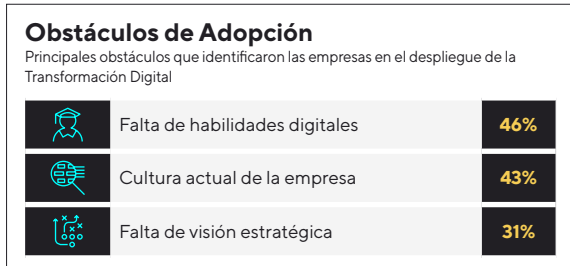 Obstáculos de Adopción
Principales obstáculos que identificaron las empresas en el despliegue de la
Transformación Digital
Falta de habilidades digitales 46%
Cultura actual de la empresa 43%
Falta de visión estratégica 31%